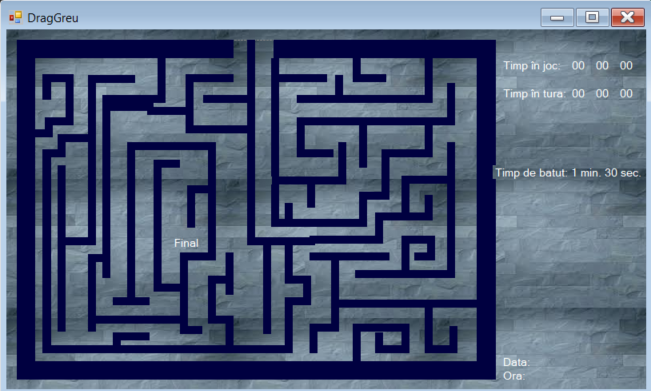 DragGreu
Timp în joc: 00 00 00
Timp în tura: 00 00 00
Timp de batut: 1 min. 30 sec.
Final
Data:
Ora: